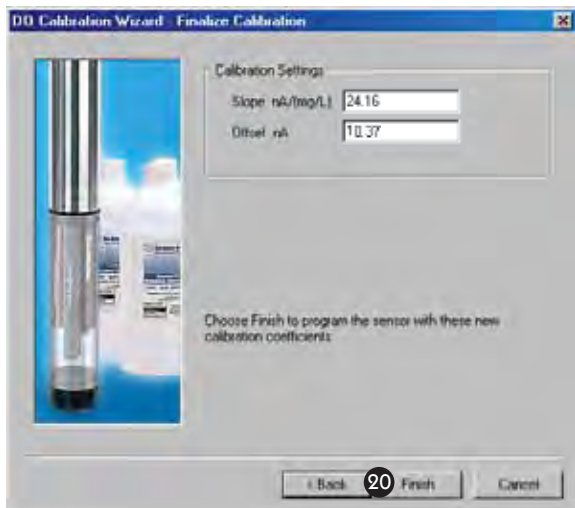 DO Calibration Wizard - Finalize Calibration
Calibration Settings
Slope nA/(mg/L) 24.16
Offset nA 10.37
Choose Finish to program the sensor with these new
calibration coefficients
< Back 20 Finish Cancel